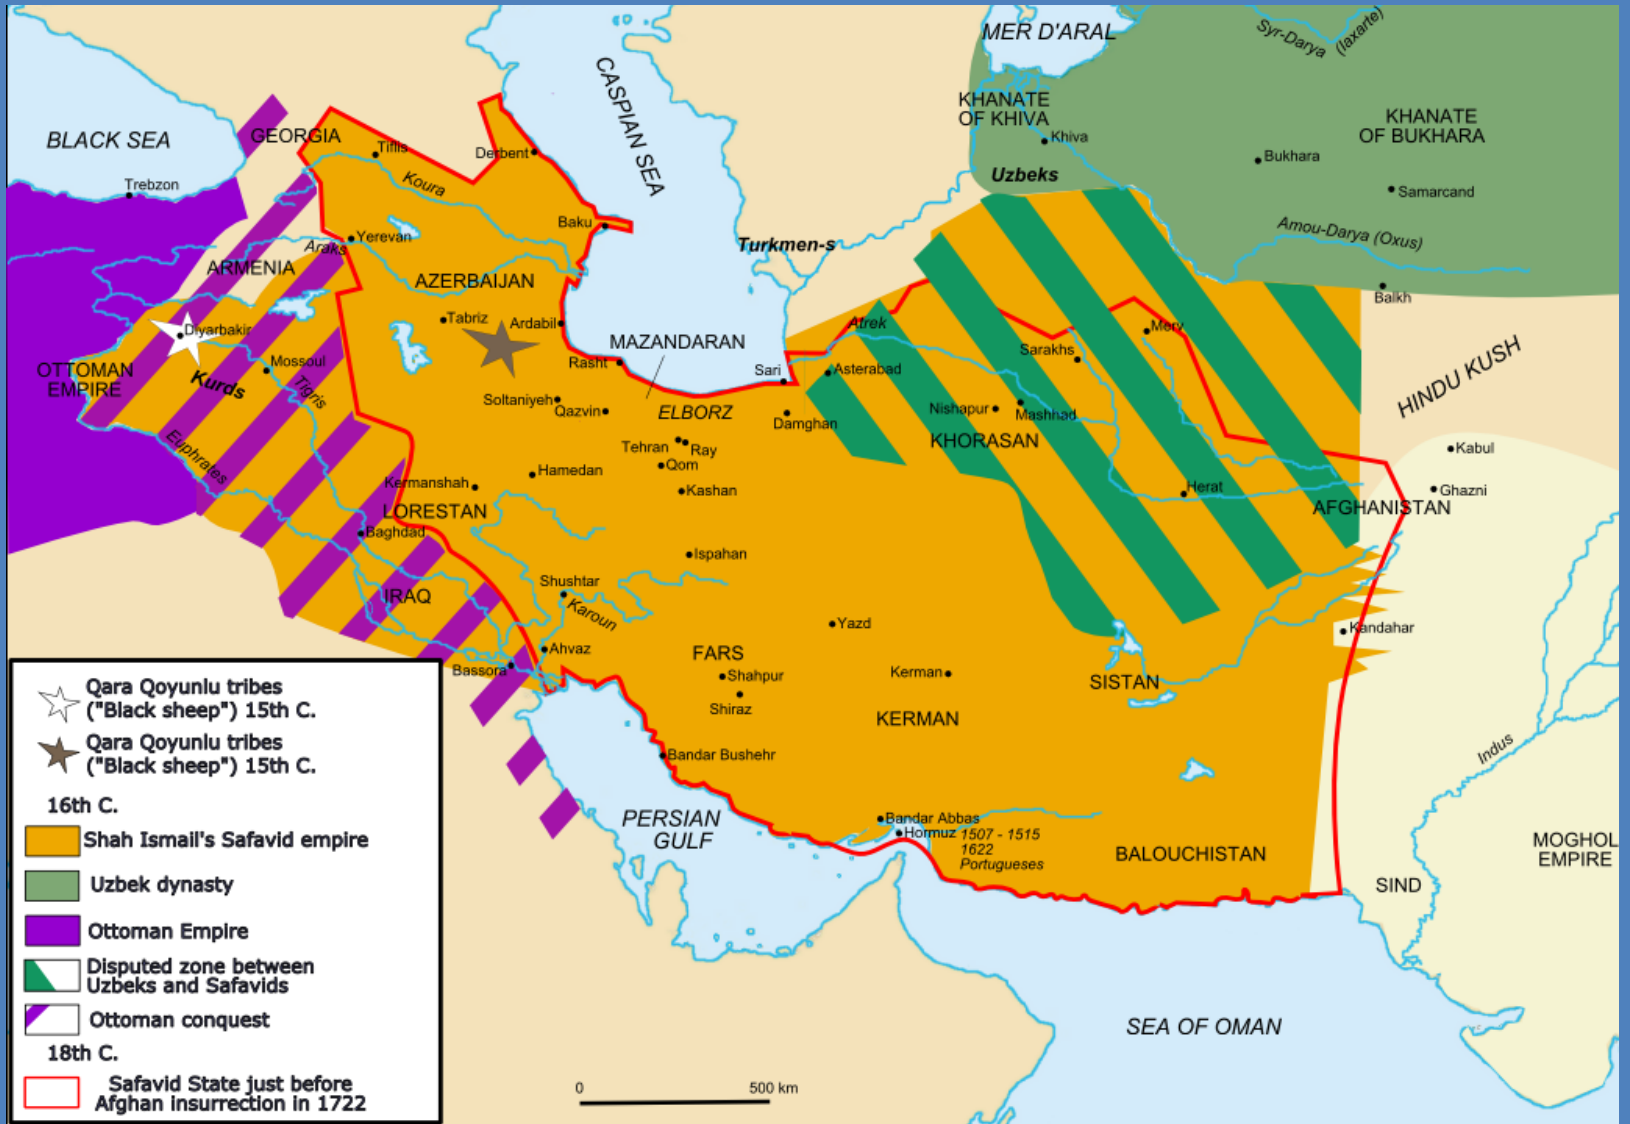 MER D'ARAL
Syr-Darya
(Iaxarte)
CASPIAN SEA
KHANATE
OF KHIVA
KHANATE
OF BUKHARA
BLACK SEA
GEORGIA
Tiflis
Derbent
Khiva
Bukhara
Uzbeks
Samarcand
Trebzon
Koura
Baku
Turkmen-s
Amou-Darya (Oxus)
Yerevan
Araks
ARMENIA
AZERBAIJAN
Balkh
Tabriz
Ardabil
Atrek
Merv
Diyarbakir
MAZANDARAN
Sarakhs
HINDU KUSH
Mossoul
OTTOMAN
EMPIRE
Kurds
Tigris
Rasht
Sari
Asterabad
Soltaniyeh
Qazvin
ELBORZ
Damghan
Nishapur
Mashhad
KHORASAN
Euphrates
Tehran
Ray
Qom
Kabul
Hamedan
Kermanshah
Kashan
Herat
Ghazni
LORESTAN
AFGHANISTAN
Baghdad
Ispahan
IRAQ
Shushtar
Karoun
Yazd
Kandahar
Ahvaz
FARS
Bassora
Shahpur
Kerman
SISTAN
Shiraz
KERMAN
Bandar Bushehr
Indus
PERSIAN
GULF
Bandar Abbas
Hormuz
1507 - 1515
1622
Portugueses
BALOUCHISTAN
MOGHOL
EMPIRE
SIND
SEA OF OMAN
0
500 km
Qara Qoyunlu tribes
("Black sheep") 15th C.
Qara Qoyunlu tribes
("Black sheep") 15th C.
16th C.
Shah Ismail's Safavid empire
Uzbek dynasty
Ottoman Empire
Disputed zone between
Uzbeks and Safavids
Ottoman conquest
18th C.
Safavid State just before
Afghan insurrection in 1722